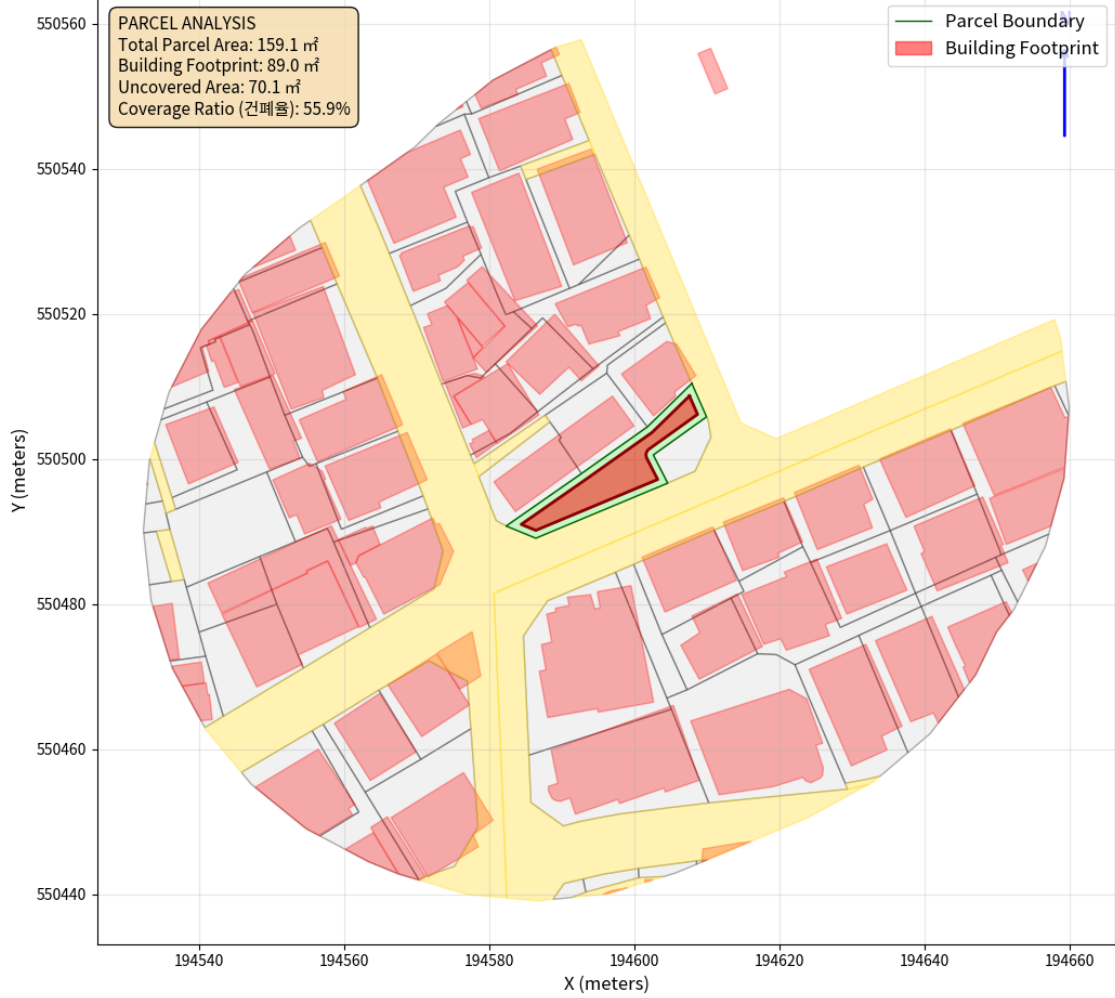 PARCEL ANALYSIS
Total Parcel Area: 159.1 ㎡
Building Footprint: 89.0 ㎡
Uncovered Area: 70.1 ㎡
Coverage Ratio (건폐율): 55.9%
Parcel Boundary
Building Footprint
N
550560
550540
550520
550500
550480
550460
550440
Y (meters)
194540
194560
194580
194600
194620
194640
194660
X (meters)